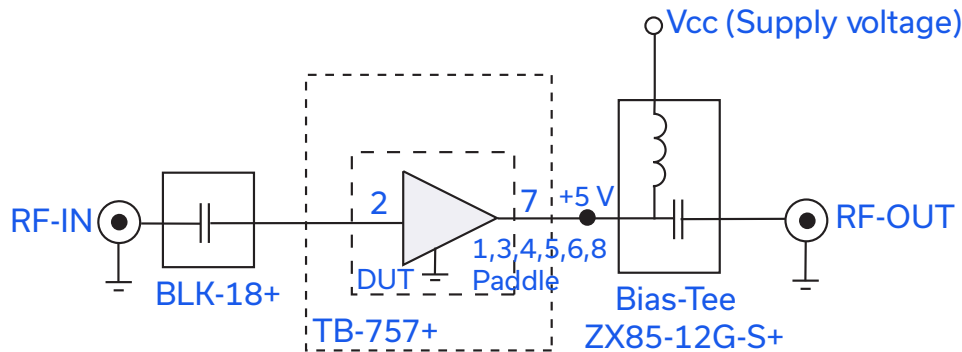 Vcc (Supply voltage)
RF-IN
2
7
+5 V
RF-OUT
1,3,4,5,6,8
Paddle
DUT
BLK-18+
TB-757+
Bias-Tee
ZX85-12G-S+